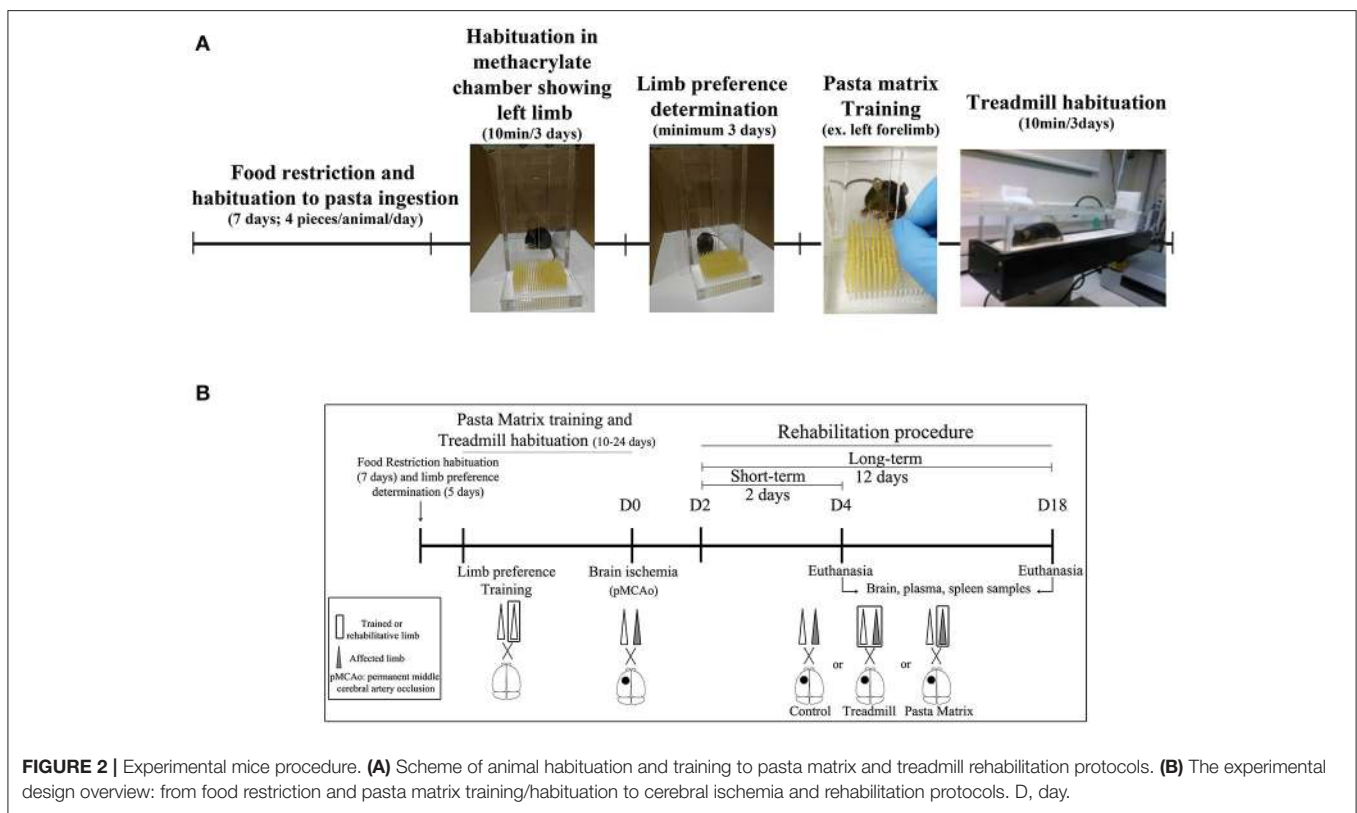 A
Habituation in
methacrylate
chamber showing
left limb
(10min/3 days)
Limb preference
determination
(minimum 3 days)
Pasta matrix
Training
(ex. left forelimb)
Treadmill habituation
(10min/3days)
Food restriction and
habituation to pasta ingestion
(7 days; 4 pieces/animal/day)
B
Pasta Matrix training and
Treadmill habituation (10-24 days)
Rehabilitation procedure
Food Restriction habituation
(7 days) and limb preference
determination (5 days)
Long-term
12 days
Short-term
2 days
D0
D2
D4
D18
Limb preference
Training
Brain ischemia
(pMCAo)
Euthanasia
Euthanasia
Brain, plasma, spleen samples
Trained or
rehabilitative limb
Affected limb
pMCAo: permanent middle
cerebral artery occlusion
or
or
Control
Treadmill
Pasta Matrix
FIGURE 2 | Experimental mice procedure. (A) Scheme of animal habituation and training to pasta matrix and treadmill rehabilitation protocols. (B) The experimental
design overview: from food restriction and pasta matrix training/habituation to cerebral ischemia and rehabilitation protocols. D, day.